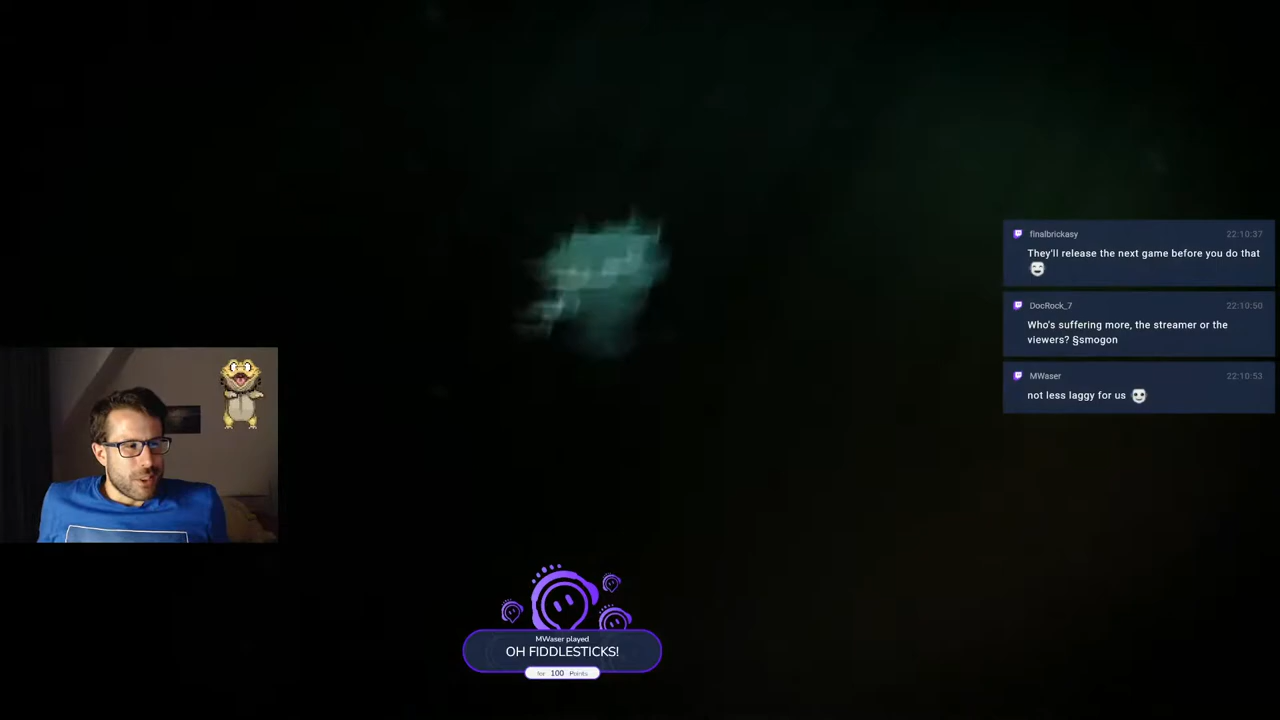 finalbrickasy 22:10:37
They'll release the next game before you do that
DocRock_7 22:10:50
Who's suffering more, the streamer or the
viewers? §smogon
MWaser 22:10:53
not less laggy for us
MWaser played
OH FIDDLESTICKS!
for 100 Points